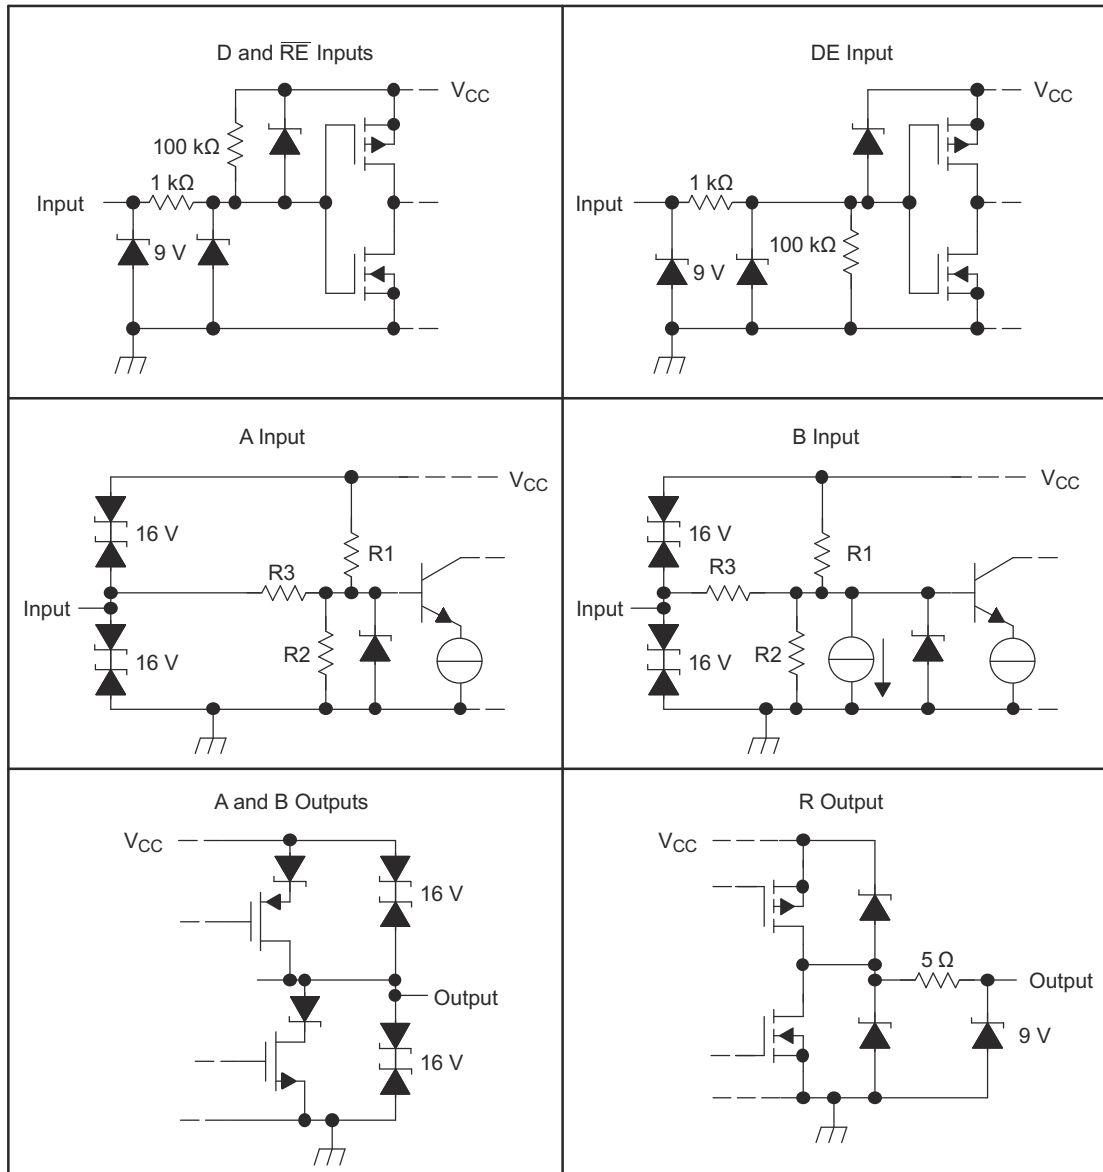 D and R̅E̅ Inputs
V_CC
100 kΩ
1 kΩ
Input
9 V
DE Input
V_CC
1 kΩ
Input
100 kΩ
9 V
A Input
V_CC
16 V
R1
R3
Input
16 V
R2
B Input
V_CC
16 V
R1
R3
Input
16 V
R2
A and B Outputs
V_CC
16 V
Output
16 V
R Output
V_CC
5 Ω
Output
9 V